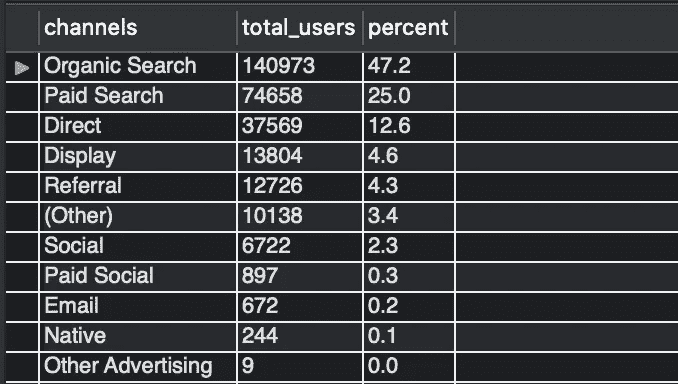 channels total_users percent
Organic Search 140973 47.2
Paid Search 74658 25.0
Direct 37569 12.6
Display 13804 4.6
Referral 12726 4.3
(Other) 10138 3.4
Social 6722 2.3
Paid Social 897 0.3
Email 672 0.2
Native 244 0.1
Other Advertising 9 0.0